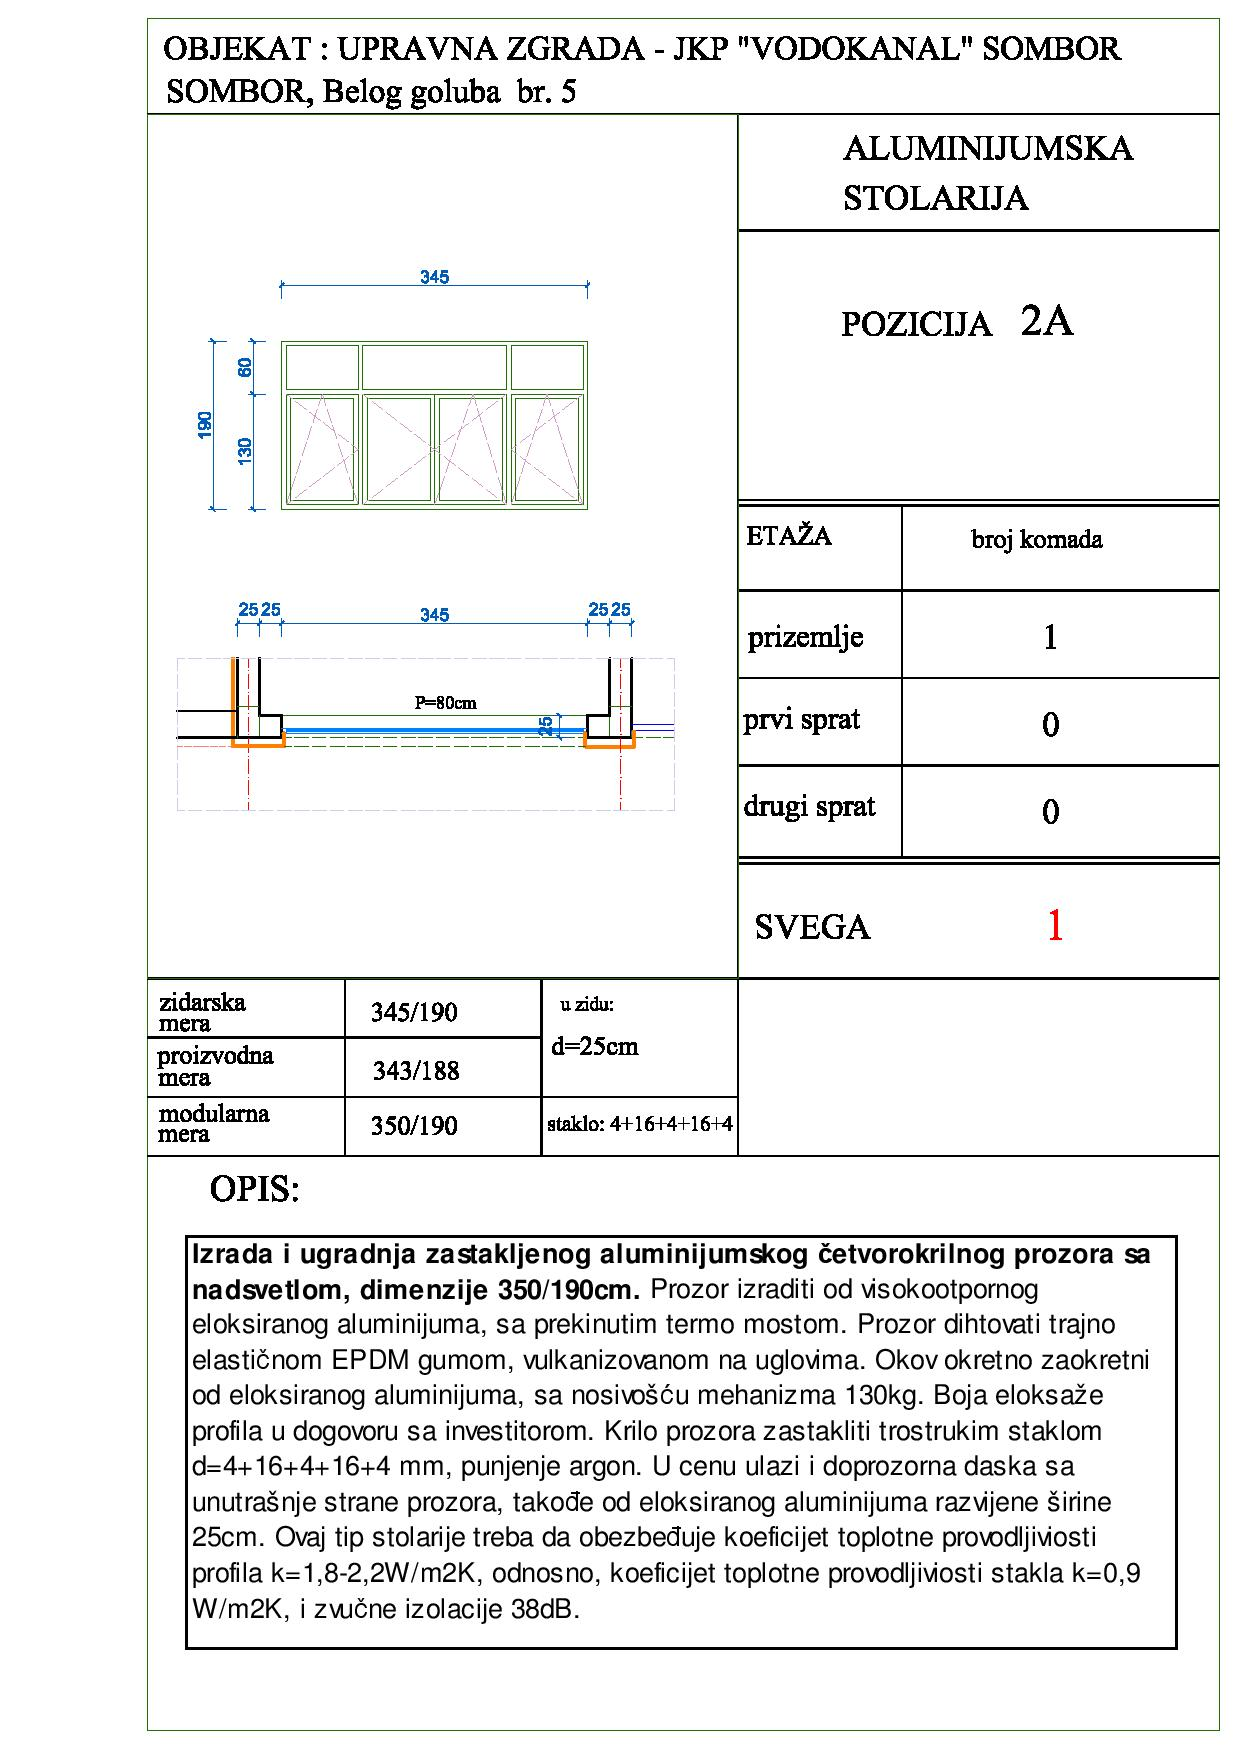 OBJEKAT : UPRAVNA ZGRADA - JKP "VODOKANAL" SOMBOR
SOMBOR, Belog goluba br. 5
ALUMINIJUMSKA
STOLARIJA
POZICIJA 2A
345
60
190
130
25 25
345
25 25
P=80cm
25
ETAŽA broj komada
prizemlje 1
prvi sprat 0
drugi sprat 0
SVEGA 1
zidarska
mera
345/190
u zidu:
d=25cm
proizvodna
mera
343/188
modularna
mera
350/190
staklo: 4+16+4+16+4
OPIS:
Izrada i ugradnja zastakljenog aluminijumskog četvorokrilnog prozora sa
nadsvetlom, dimenzije 350/190cm. Prozor izraditi od visokootpornog
eloksiranog aluminijuma, sa prekinutim termo mostom. Prozor dihtovati trajno
elastičnom EPDM gumom, vulkanizovanom na uglovima. Okov okretno zaokretni
od eloksiranog aluminijuma, sa nosivošću mehanizma 130kg. Boja eloksaže
profila u dogovoru sa investitorom. Krilo prozora zastakliti trostrukim staklom
d=4+16+4+16+4 mm, punjenje argon. U cenu ulazi i doprozorna daska sa
unutrašnje strane prozora, takođe od eloksiranog aluminijuma razvijene širine
25cm. Ovaj tip stolarije treba da obezbeđuje koeficijet toplotne provodljiviosti
profila k=1,8-2,2W/m2K, odnosno, koeficijet toplotne provodljiviosti stakla k=0,9
W/m2K, i zvučne izolacije 38dB.